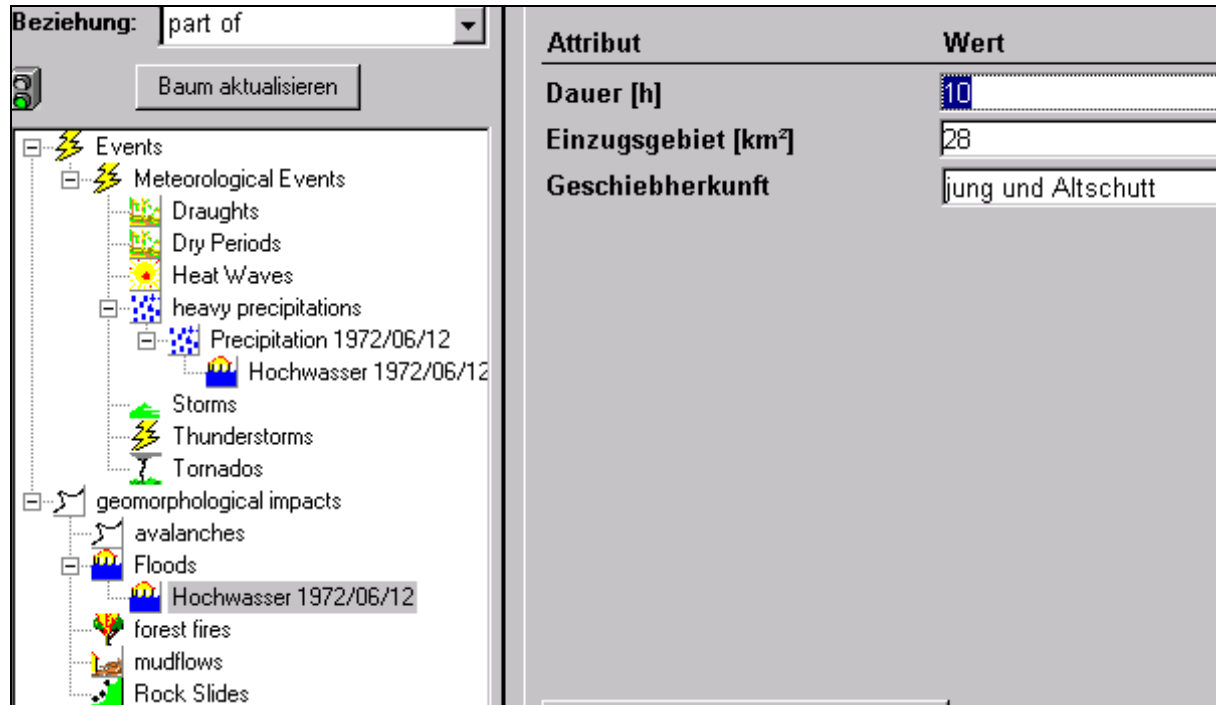 Beziehung: part of
Baum aktualisieren
Events
Meteorological Events
Draughts
Dry Periods
Heat Waves
heavy precipitations
Precipitation 1972/06/12
Hochwasser 1972/06/12
Storms
Thunderstorms
Tornados
geomorphological impacts
avalanches
Floods
Hochwasser 1972/06/12
forest fires
mudflows
Rock Slides
Attribut Wert
Dauer [h] 10
Einzugsgebiet [km²] 28
Geschiebherkunft jung und Altschutt